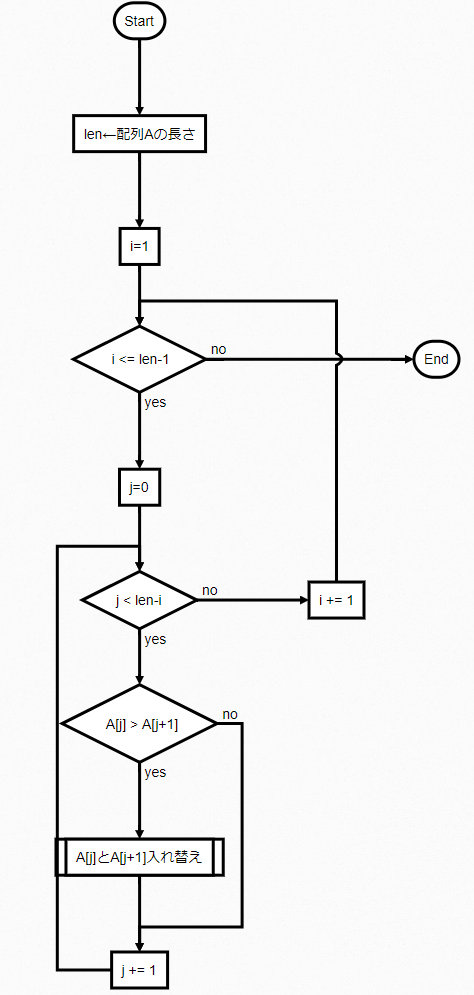 Start
len←配列Aの長さ
i=1
i <= len-1
no
End
yes
j=0
j < len-i
no
i += 1
yes
A[j] > A[j+1]
no
yes
A[j]とA[j+1]入れ替え
j += 1